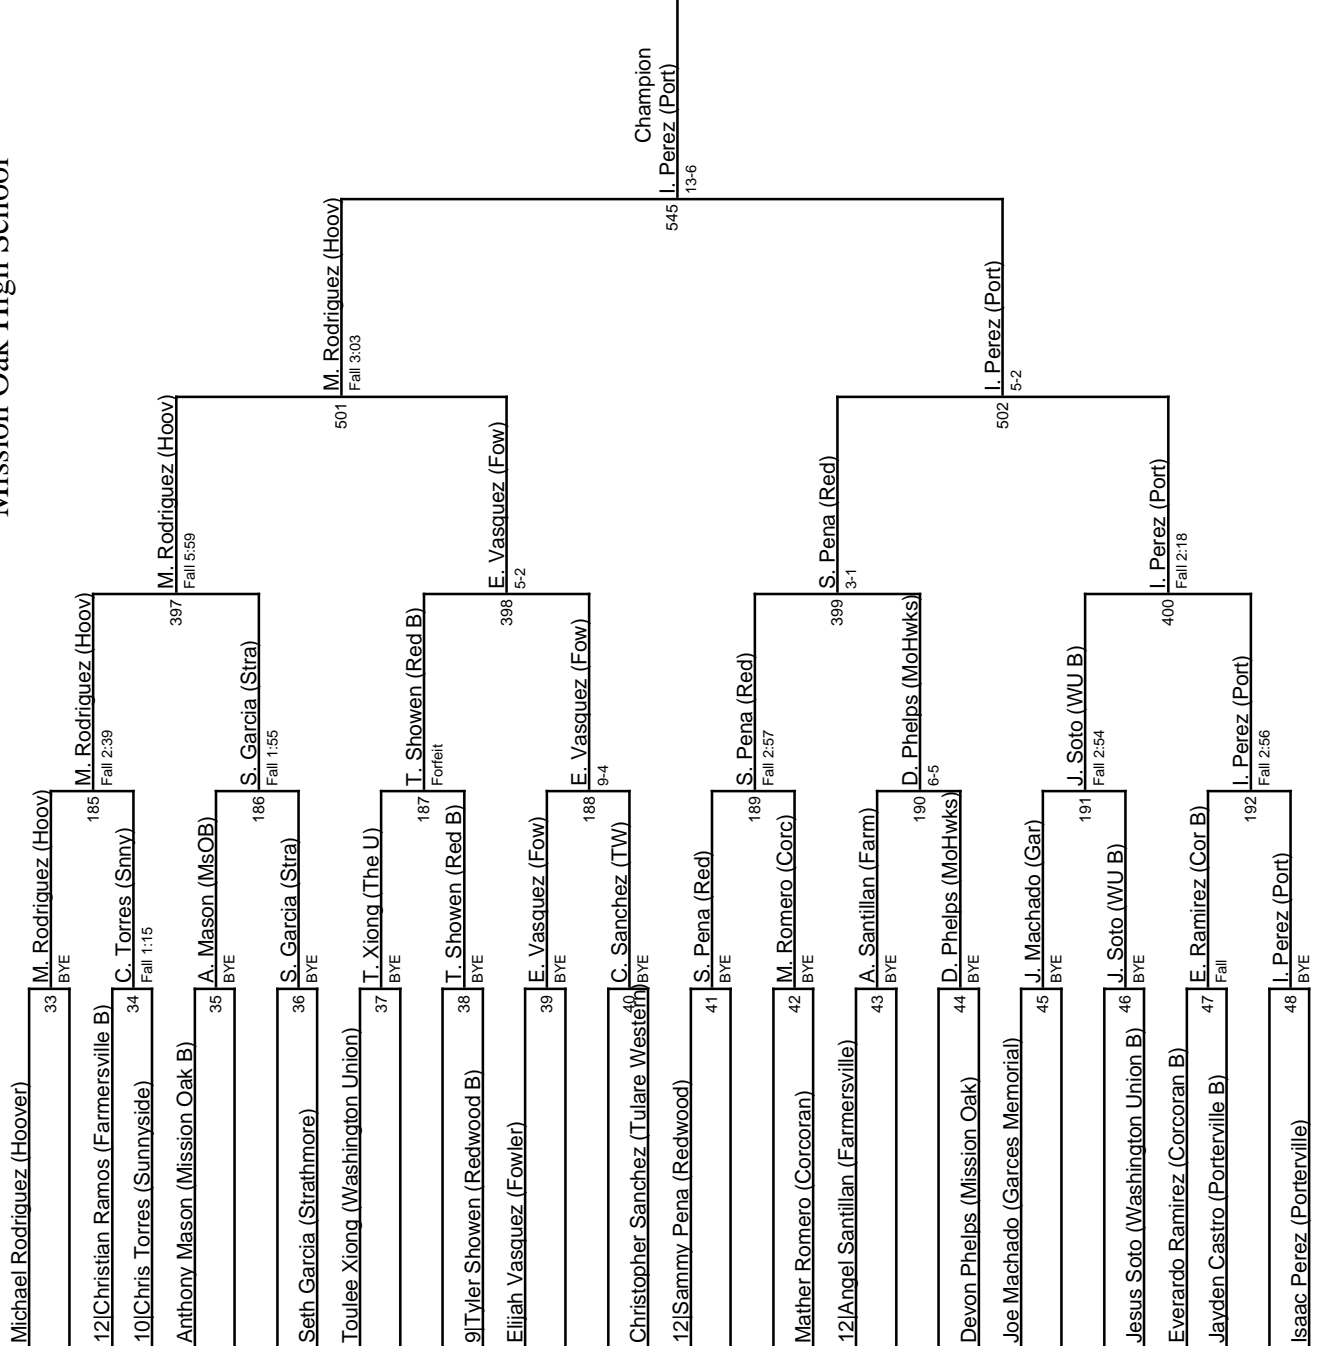 Mission Oak High School
Michael Rodriguez (Hoover)
12|Christian Ramos (Farmersville B)
10|Chris Torres (Sunnyside)
Anthony Mason (Mission Oak B)
Seth Garcia (Strathmore)
Toulee Xiong (Washington Union)
9|Tyler Showen (Redwood B)
Elijah Vasquez (Fowler)
Christopher Sanchez (Tulare Western)
12|Sammy Pena (Redwood)
Mather Romero (Corcoran)
12|Angel Santillan (Farmersville)
Devon Phelps (Mission Oak)
Joe Machado (Garces Memorial)
Jesus Soto (Washington Union B)
Everardo Ramirez (Corcoran B)
Jayden Castro (Porterville B)
Isaac Perez (Porterville)
33
M. Rodriguez (Hoov)
BYE
34
C. Torres (Snny)
Fall 1:15
35
A. Mason (MsOB)
BYE
36
S. Garcia (Stra)
BYE
37
T. Xiong (The U)
BYE
38
T. Showen (Red B)
BYE
39
E. Vasquez (Fow)
BYE
40
C. Sanchez (TW)
BYE
41
S. Pena (Red)
BYE
42
M. Romero (Corc)
BYE
43
A. Santillan (Farm)
BYE
44
D. Phelps (MoHwks)
BYE
45
J. Machado (Gar)
BYE
46
J. Soto (WU B)
BYE
47
E. Ramirez (Cor B)
Fall
48
I. Perez (Port)
BYE
185
M. Rodriguez (Hoov)
Fall 2:39
186
S. Garcia (Stra)
Fall 1:55
187
T. Showen (Red B)
Forfeit
188
E. Vasquez (Fow)
9-4
189
S. Pena (Red)
Fall 2:57
190
D. Phelps (MoHwks)
6-5
191
J. Soto (WU B)
Fall 2:54
192
I. Perez (Port)
Fall 2:56
397
M. Rodriguez (Hoov)
Fall 5:59
398
E. Vasquez (Fow)
5-2
399
S. Pena (Red)
3-1
400
I. Perez (Port)
Fall 2:18
501
M. Rodriguez (Hoov)
Fall 3:03
502
I. Perez (Port)
5-2
545
Champion
I. Perez (Port)
13-6